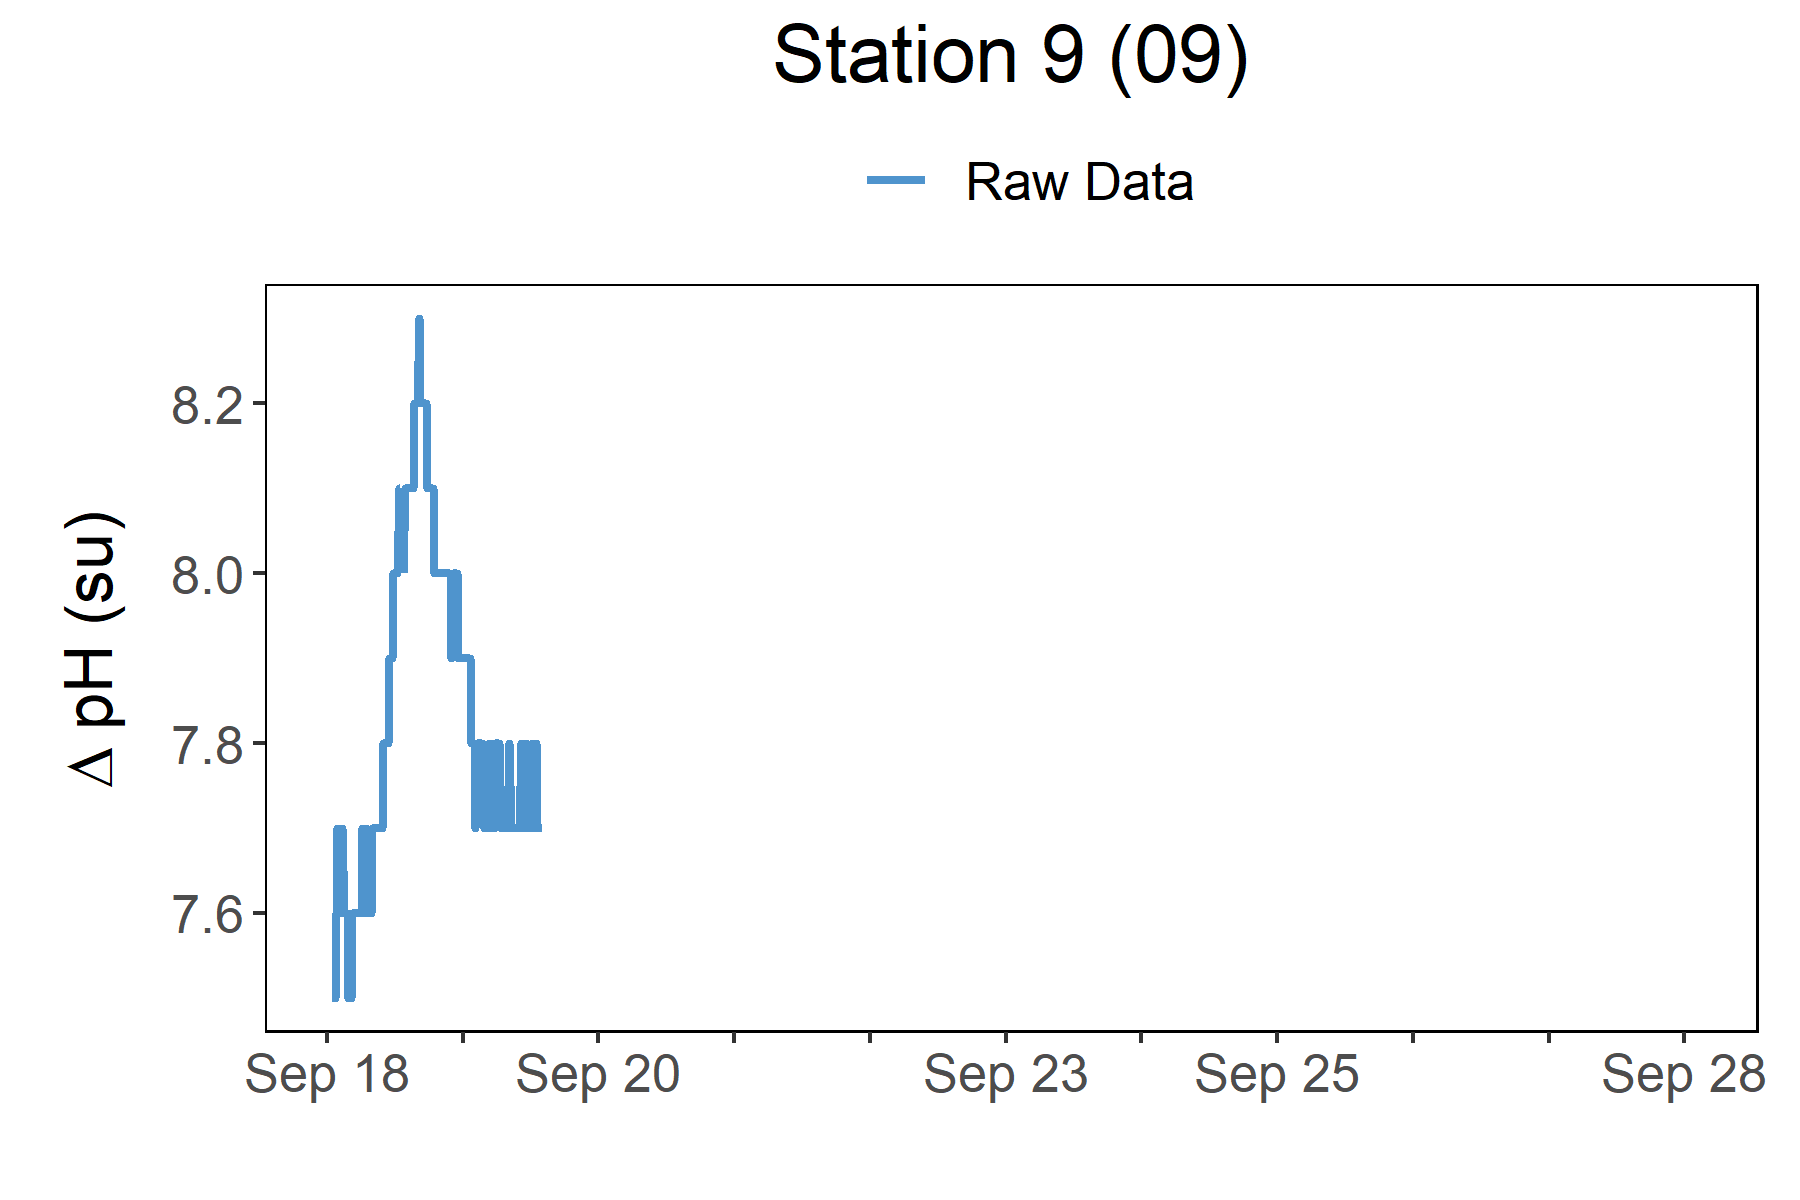 Station 9 (09)
Raw Data
Δ pH (su)
8.2
8.0
7.8
7.6
Sep 18 Sep 20 Sep 23 Sep 25 Sep 28